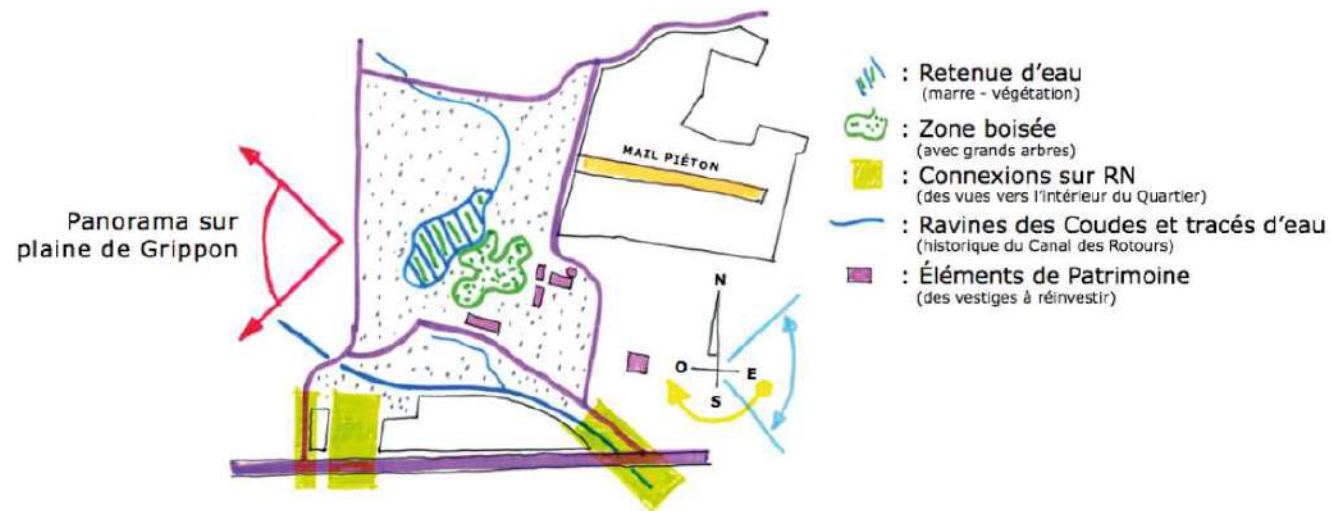 Panorama sur
plaine de Grippon
MAIL PIÉTON
N
O
E
S
: Retenue d'eau
(marre - végétation)
: Zone boisée
(avec grands arbres)
: Connexions sur RN
(des vues vers l'intérieur du Quartier)
: Ravines des Coudes et tracés d'eau
(historique du Canal des Rotours)
: Éléments de Patrimoine
(des vestiges à réinvestir)